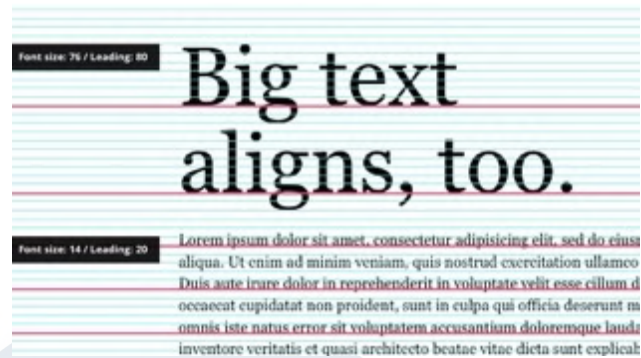 Font size: 76 / Leading: 80
Big text
aligns, too.
Font size: 14 / Leading: 20
Lorem ipsum dolor sit amet, consectetur adipisicing elit, sed do eiusm
aliqua. Ut enim ad minim veniam, quis nostrud exercitation ullamco
Duis aute irure dolor in reprehenderit in voluptate velit esse cillum d
occaecat cupidatat non proident, sunt in culpa qui officia deserunt m
omnis iste natus error sit voluptatem accusantium doloremque lauda
inventore veritatis et quasi architecto beatae vitae dicta sunt explicab